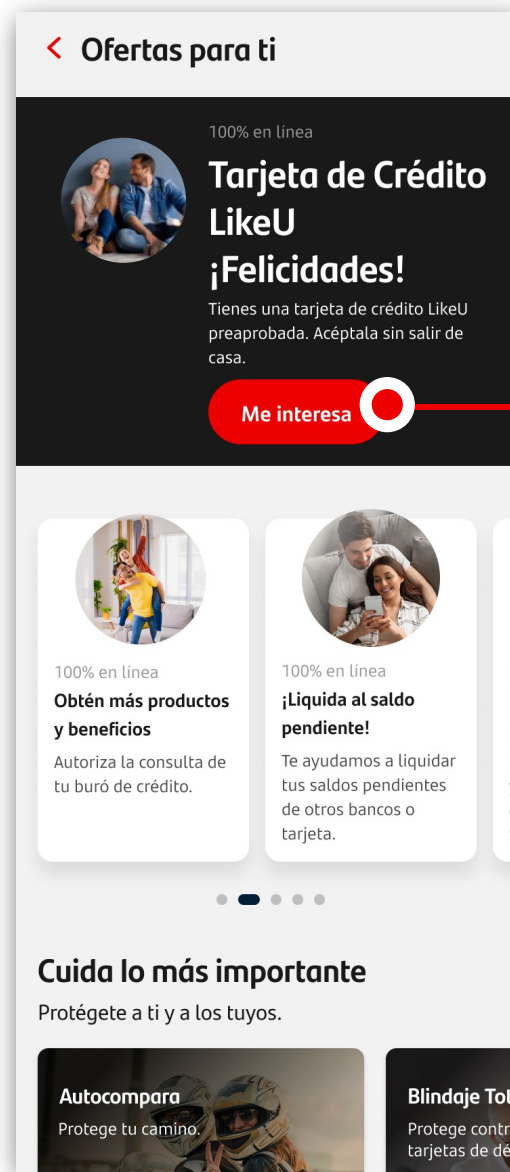 Ofertas para ti
100% en línea
Tarjeta de Crédito
LikeU
¡Felicidades!
Tienes una tarjeta de crédito LikeU
preaprobada. Acéptala sin salir de
casa.
Me interesa
100% en línea
Obtén más productos
y beneficios
Autoriza la consulta de
tu buró de crédito.
100% en línea
¡Liquida al saldo
pendiente!
Te ayudamos a liquidar
tus saldos pendientes
de otros bancos o
tarjeta.
Cuida lo más importante
Protégete a ti y a los tuyos.
Autocompara
Protege tu camino.
Blindaje
Protege
tarjetas de